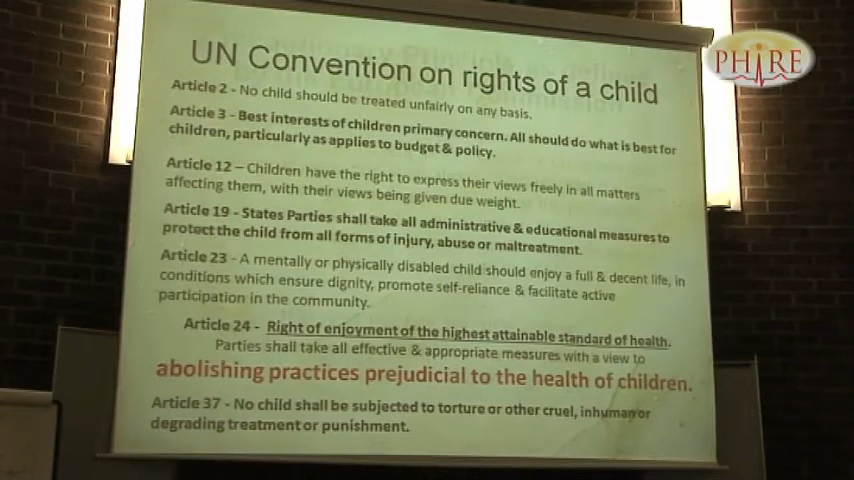 PHIRE
UN Convention on rights of a child
Article 2 - No child should be treated unfairly on any basis.
Article 3 - Best interests of children primary concern. All should do what is best for
children, particularly as applies to budget & policy.
Article 12 – Children have the right to express their views freely in all matters
affecting them, with their views being given due weight.
Article 19 - States Parties shall take all administrative & educational measures to
protect the child from all forms of injury, abuse or maltreatment.
Article 23 - A mentally or physically disabled child should enjoy a full & decent life, in
conditions which ensure dignity, promote self-reliance & facilitate active
participation in the community.
Article 24 - Right of enjoyment of the highest attainable standard of health.
Parties shall take all effective & appropriate measures with a view to
abolishing practices prejudicial to the health of children.
Article 37 - No child shall be subjected to torture or other cruel, inhuman or
degrading treatment or punishment.